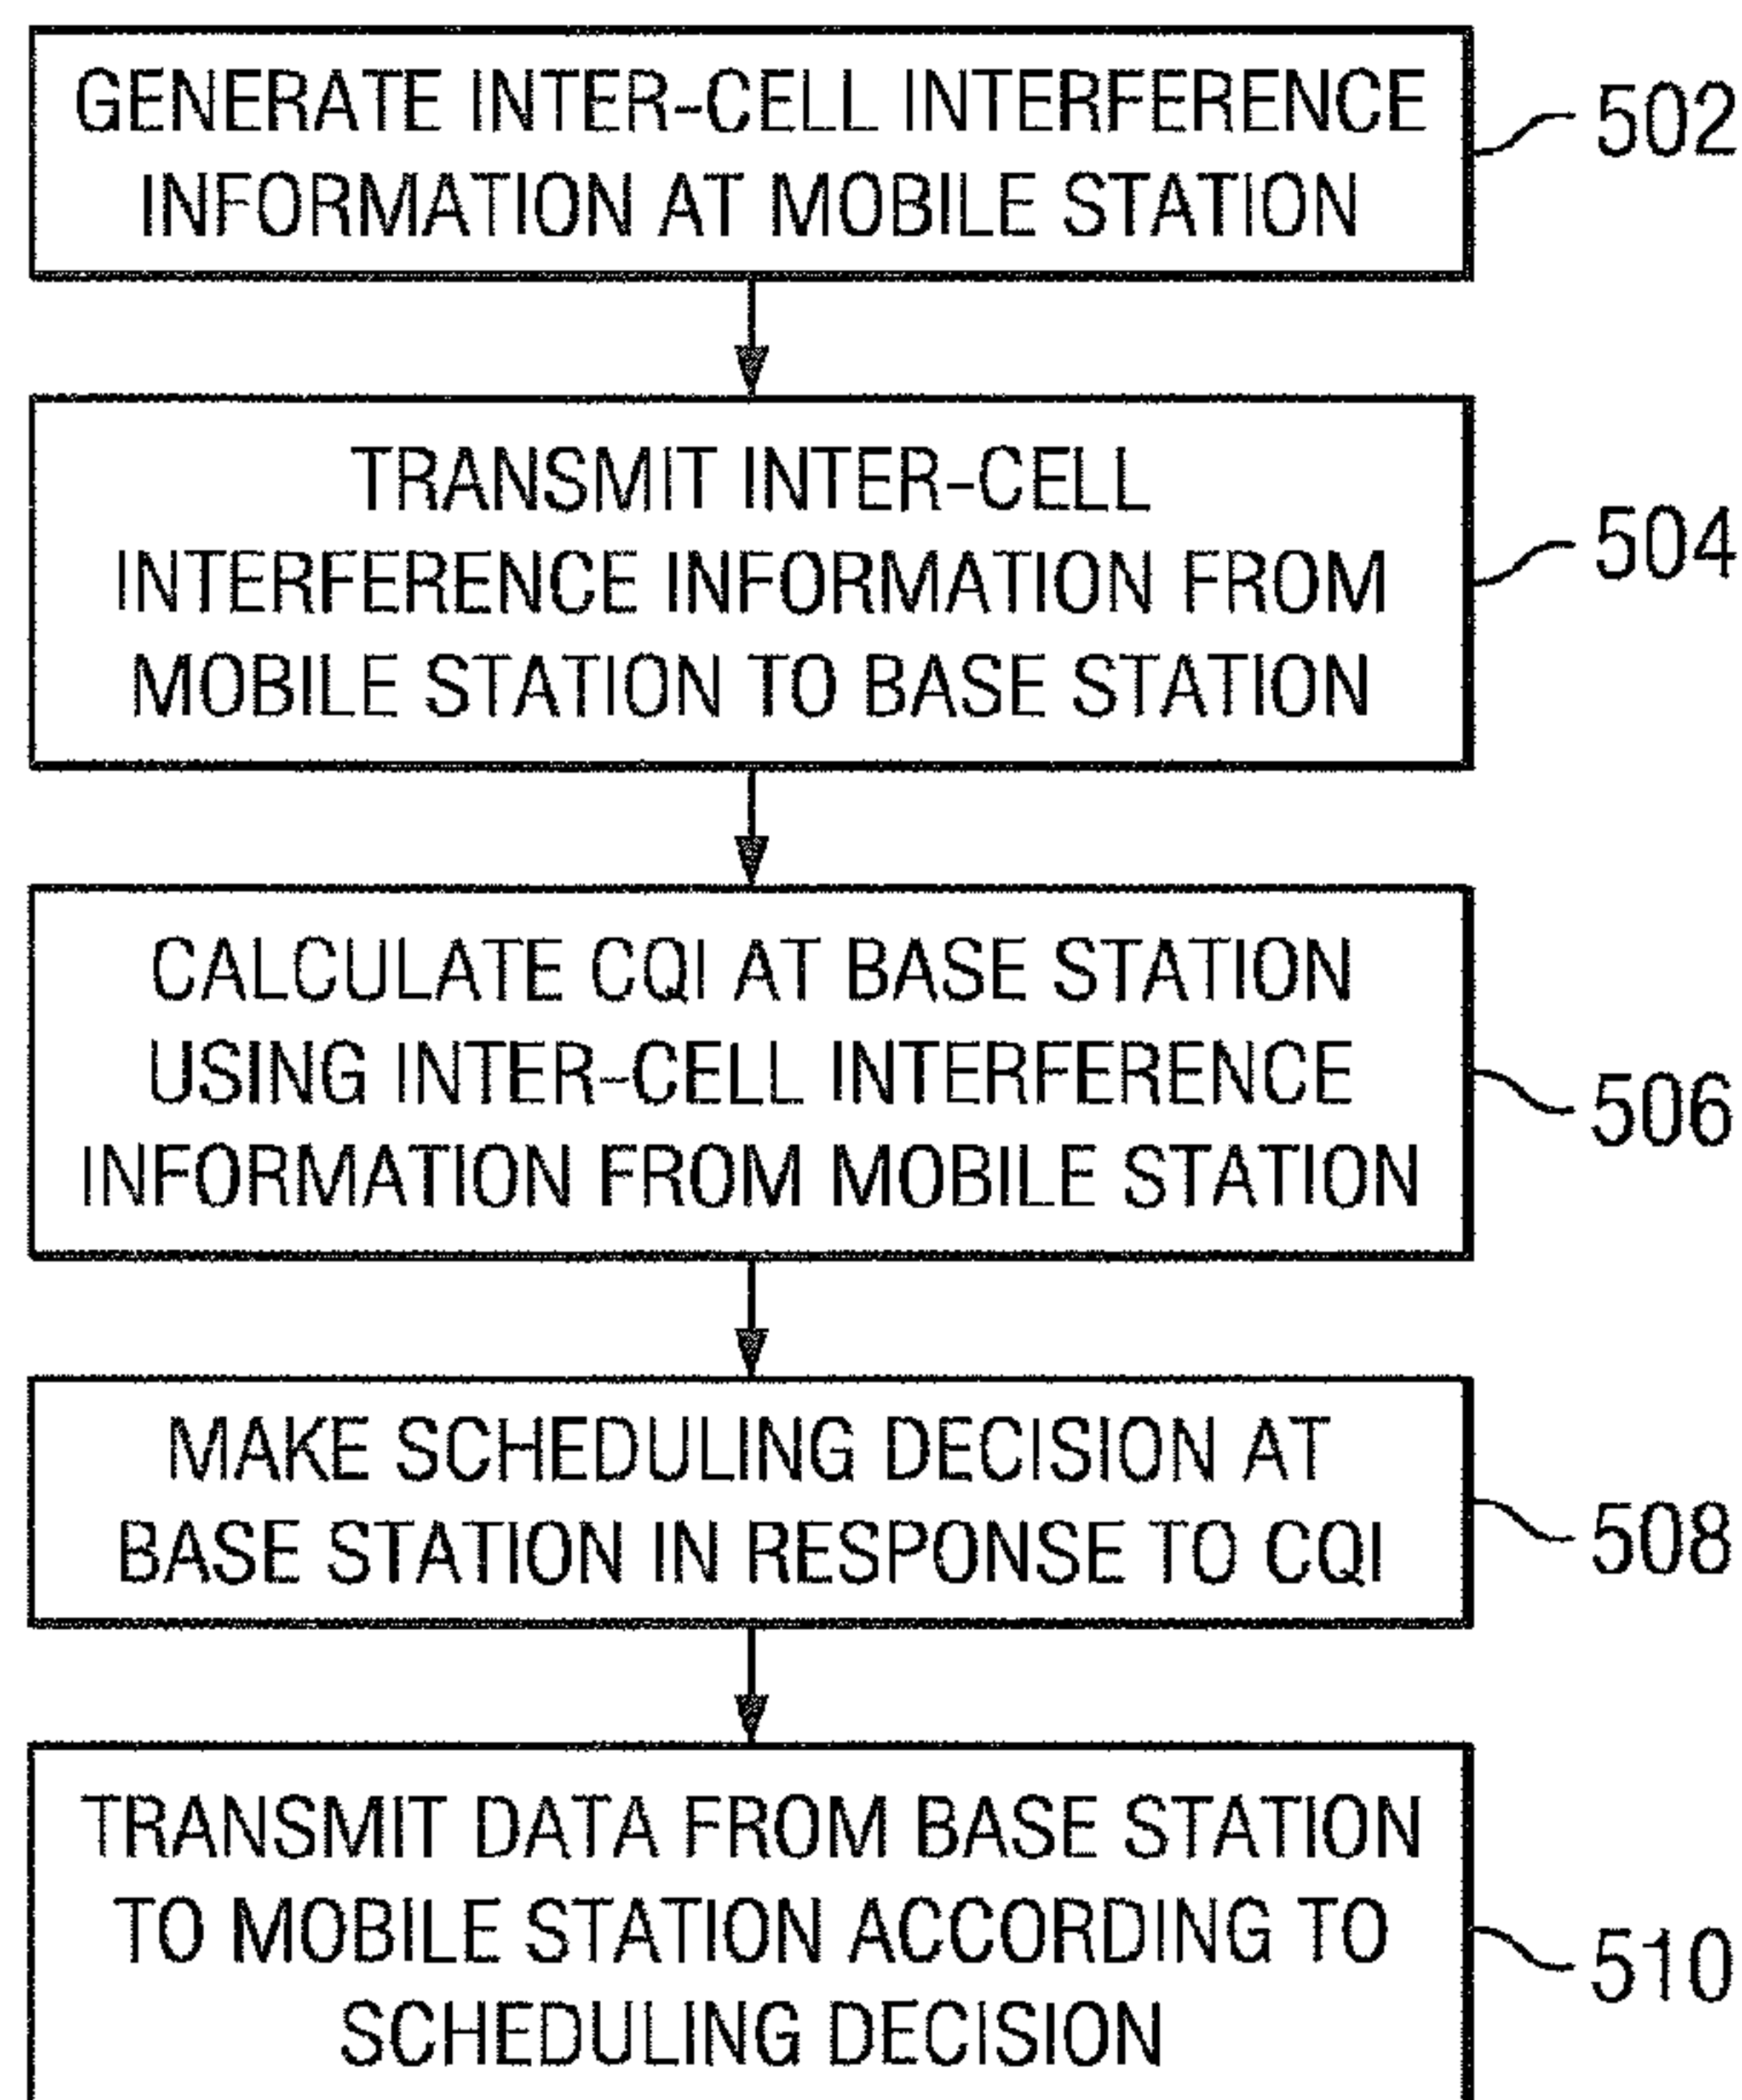 GENERATE INTER-CELL INTERFERENCE
INFORMATION AT MOBILE STATION
502
TRANSMIT INTER-CELL
INTERFERENCE INFORMATION FROM
MOBILE STATION TO BASE STATION
504
CALCULATE CQI AT BASE STATION
USING INTER-CELL INTERFERENCE
INFORMATION FROM MOBILE STATION
506
MAKE SCHEDULING DECISION AT
BASE STATION IN RESPONSE TO CQI
508
TRANSMIT DATA FROM BASE STATION
TO MOBILE STATION ACCORDING TO
SCHEDULING DECISION
510